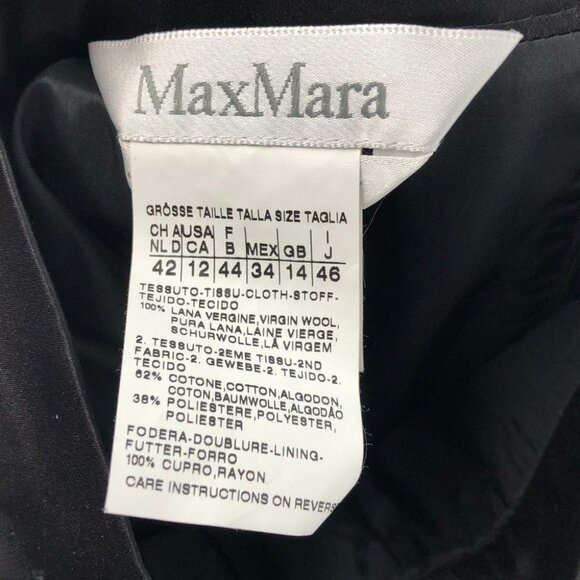 MaxMara
GRÖSSE TAILLE TALLA SIZE TAGLIA
CH A USA F I
NL D CA B MEX GB J
42 12 44 34 14 46
TESSUTO-TISSU-CLOTH-STOFF-
TEJIDO-TECIDO
100% LANA VERGINE,VIRGIN WOOL,
PURA LANA,LAINE VIERGE,
SCHURWOLLE,LÃ VIRGEM
2. TESSUTO-2EME TISSU-2ND
FABRIC-2. GEWEBE-2. TEJIDO-2.
TECIDO
62% COTONE,COTTON,ALGODON,
COTON,BAUMWOLLE,ALGODÃO
38% POLIESTERE,POLYESTER,
POLIESTER
FODERA-DOUBLURE-LINING-
FUTTER-FORRO
100% CUPRO,RAYON,
CARE INSTRUCTIONS ON REVERS